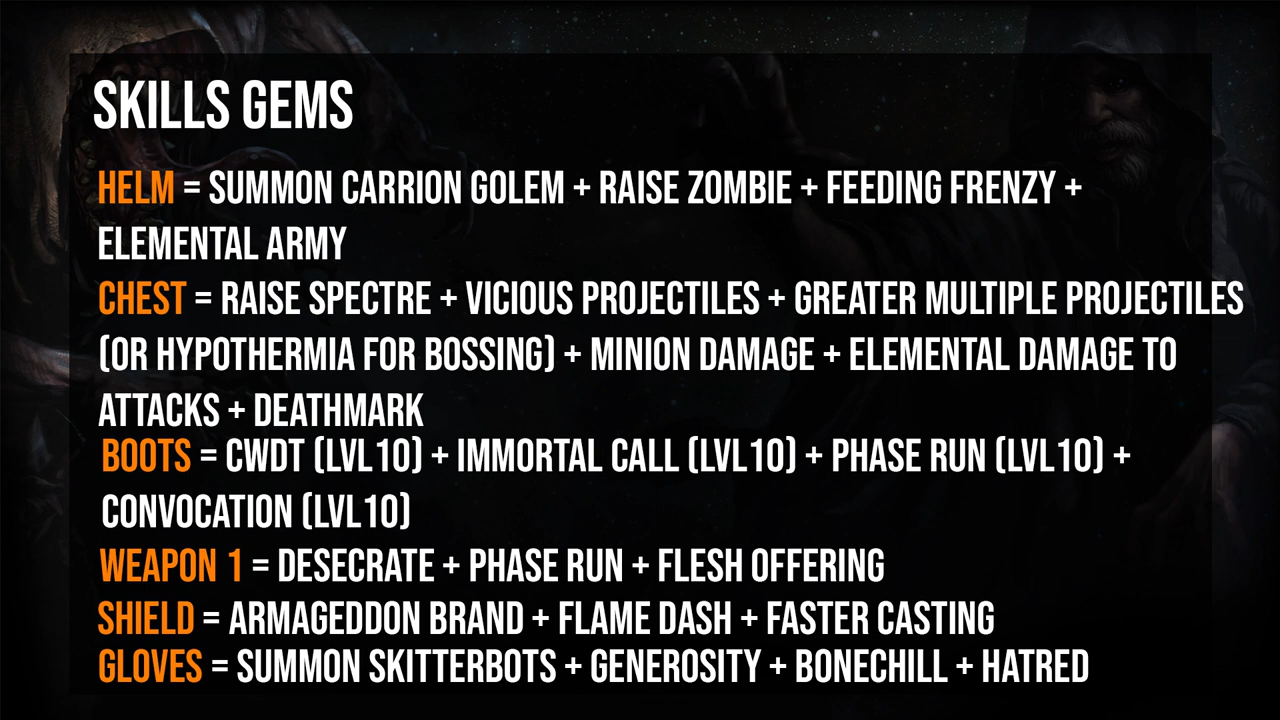 SKILLS GEMS
HELM = SUMMON CARRION GOLEM + RAISE ZOMBIE + FEEDING FRENZY +
ELEMENTAL ARMY
CHEST = RAISE SPECTRE + VICIOUS PROJECTILES + GREATER MULTIPLE PROJECTILES
(OR HYPOTHERMIA FOR BOSSING) + MINION DAMAGE + ELEMENTAL DAMAGE TO
ATTACKS + DEATHMARK
BOOTS = CWDT (LVL10) + IMMORTAL CALL (LVL10) + PHASE RUN (LVL10) +
CONVOCATION (LVL10)
WEAPON 1 = DESECRATE + PHASE RUN + FLESH OFFERING
SHIELD = ARMAGEDDON BRAND + FLAME DASH + FASTER CASTING
GLOVES = SUMMON SKITTERBOTS + GENEROSITY + BONECHILL + HATRED